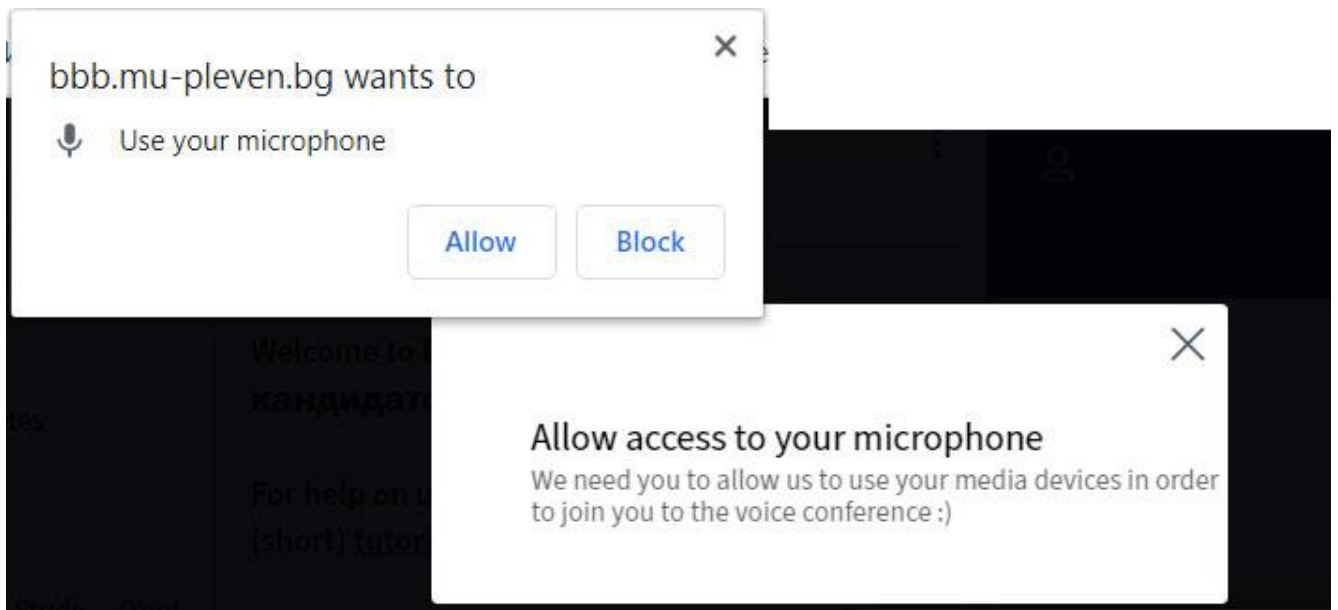 bbb.mu-pleven.bg wants to
Use your microphone
Allow
Block
Allow access to your microphone
We need you to allow us to use your media devices in order
to join you to the voice conference :)
Welcome to
For help on
(short)